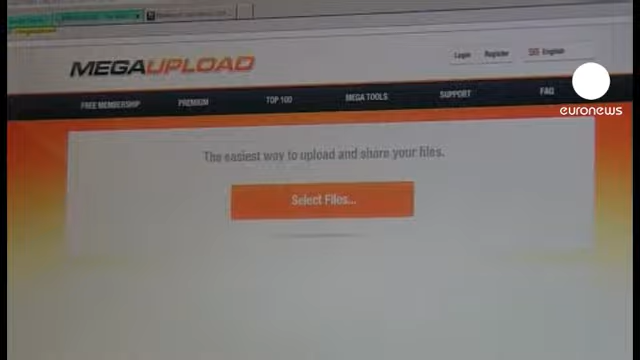 MEGAUPLOAD
Login
Register
English
FREE MEMBERSHIP
PREMIUM
TOP 100
MEGA TOOLS
SUPPORT
FAQ
euronews
The easiest way to upload and share your files.
Select Files...